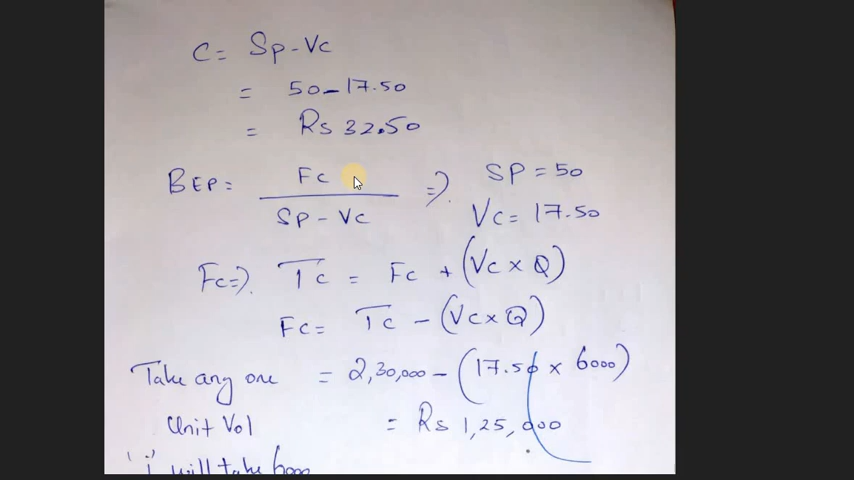 C = Sp - Vc
= 50 - 17.50
= Rs 32.50
BEP = Fc / Sp - Vc => SP = 50
Vc = 17.50
Fc => Tc = Fc + (Vc x Q)
Fc = Tc - (Vc x Q)
Take any one = 2,30,000 - (17.50 x 6000)
Unit Vol = Rs 1,25,000
'i' will take